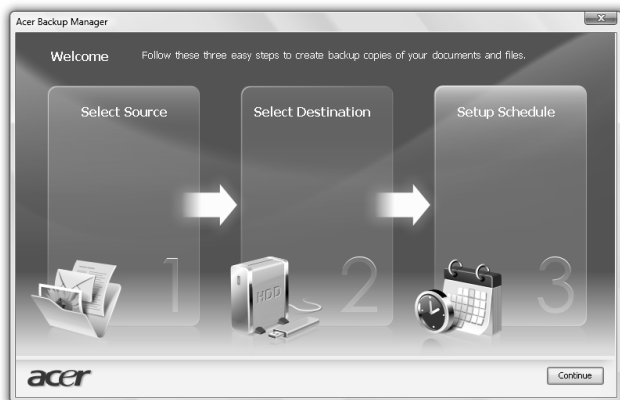 Acer Backup Manager
Welcome
Follow these three easy steps to create backup copies of your documents and files.
Select Source
Select Destination
Setup Schedule
HDD
1
2
3
acer
Continue